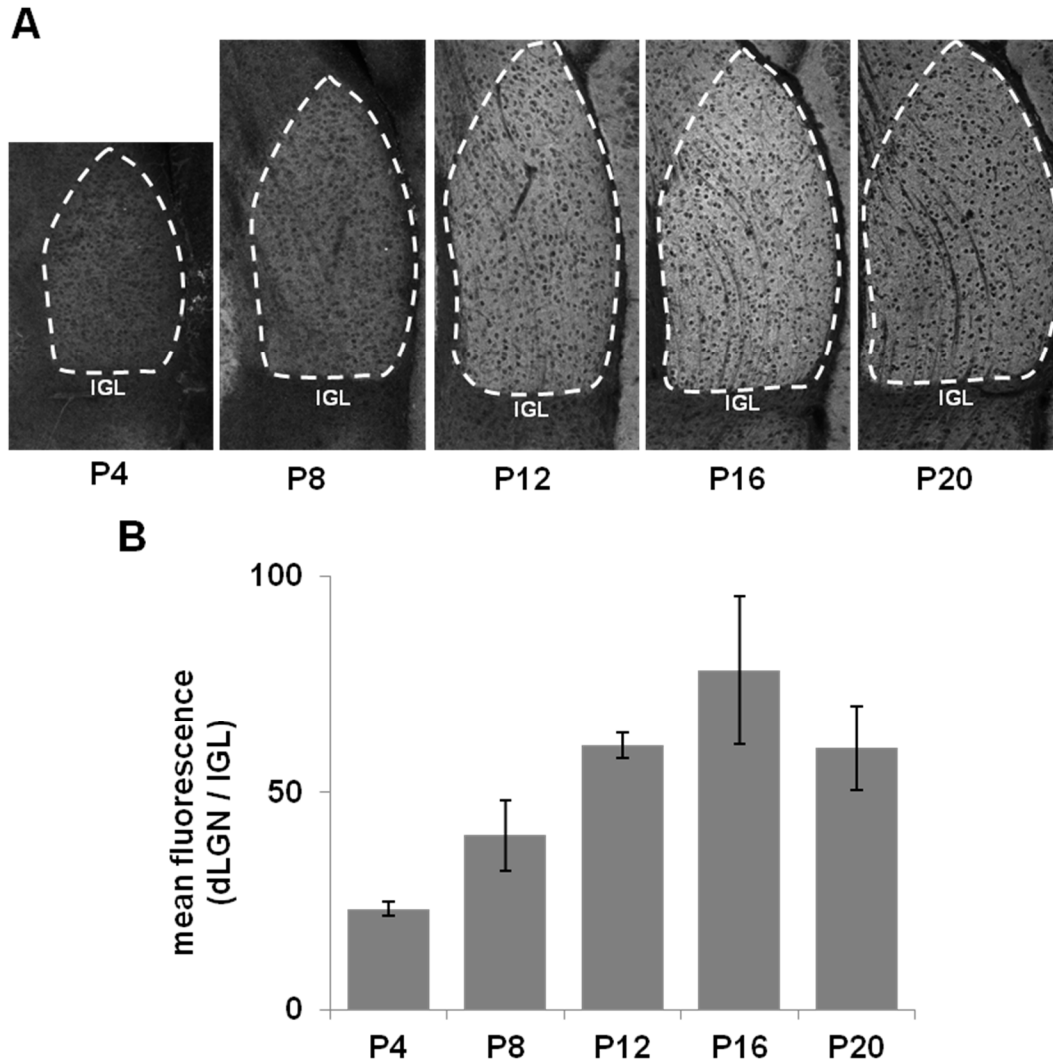 A
IGL IGL IGL IGL IGL
P4 P8 P12 P16 P20
B
mean fluorescence
(dLGN / IGL)
100
50
0
P4 P8 P12 P16 P20